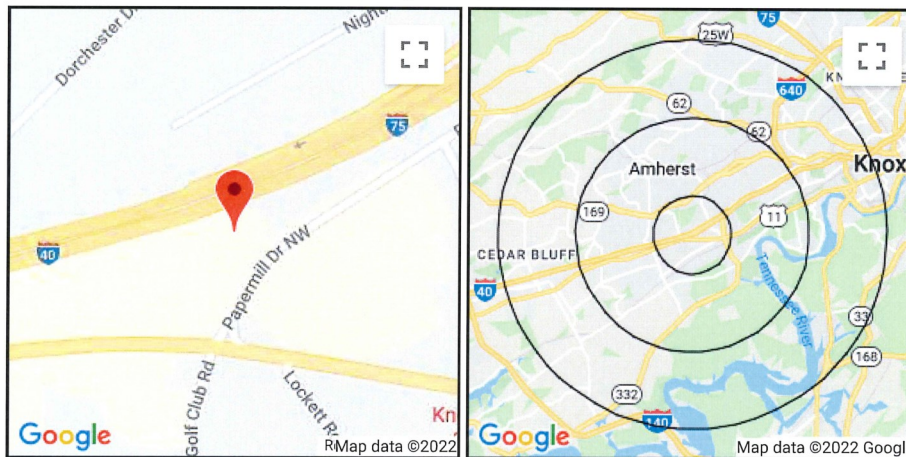 Dorchester D
Night
75
40
Papermill Dr NW
Golf Club Rd
Lockett R
Kn
Google
Map data ©2022
75
25W
640
62
62
Amherst
Knox
169
11
CEDAR BLUFF
40
Tennessee River
33
168
332
140
Google
Map data ©2022 Googl